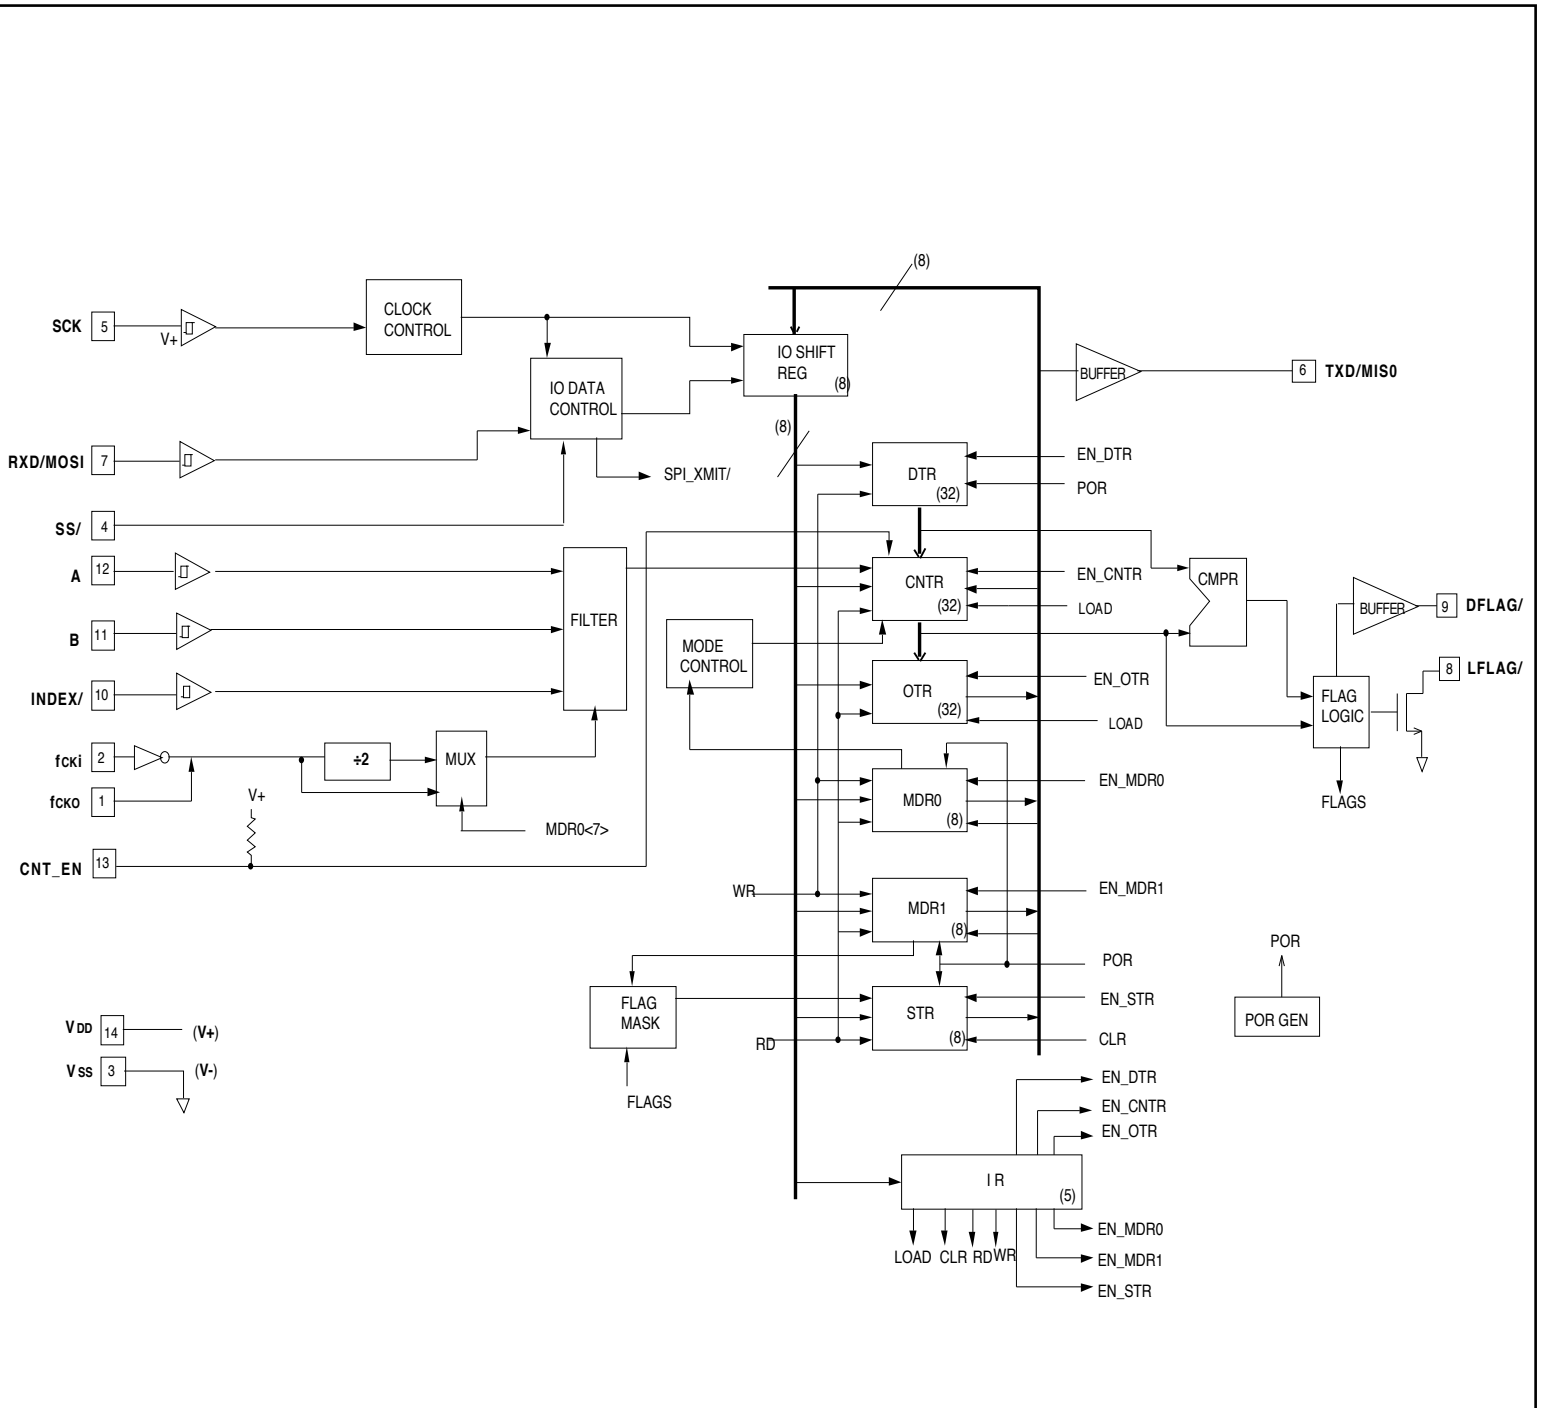 (8)
SCK 5
V+
CLOCK
CONTROL
IO SHIFT
REG
(8)
IO DATA
CONTROL
BUFFER
6 TXD/MIS0
(8)
RXD/MOSI 7
SPI_XMIT/
DTR
(32)
EN_DTR
POR
SS/ 4
A 12
B 11
INDEX/ 10
FILTER
CNTR
(32)
EN_CNTR
LOAD
CMPR
BUFFER
9 DFLAG/
8 LFLAG/
MODE
CONTROL
OTR
(32)
EN_OTR
LOAD
FLAG
LOGIC
FLAGS
fCKi 2
fCKO 1
÷2
MUX
MDR0<7>
V+
CNT_EN 13
MDR0
(8)
EN_MDR0
WR
MDR1
(8)
EN_MDR1
POR
FLAG
MASK
FLAGS
RD
STR
(8)
EN_STR
CLR
POR
POR GEN
VDD 14 (V+)
VSS 3 (V-)
EN_DTR
EN_CNTR
EN_OTR
I R
(5)
LOAD CLR RD WR
EN_MDR0
EN_MDR1
EN_STR